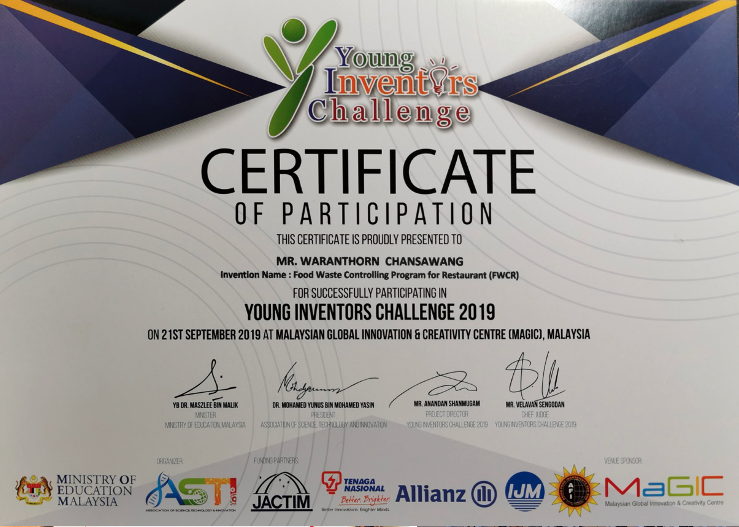 Young
Inventors
Challenge
CERTIFICATE
OF PARTICIPATION
THIS CERTIFICATE IS PROUDLY PRESENTED TO
MR. WARANTHORN CHANSAWANG
Invention Name : Food Waste Controlling Program for Restaurant (FWCR)
FOR SUCCESSFULLY PARTICIPATING IN
YOUNG INVENTORS CHALLENGE 2019
ON 21ST SEPTEMBER 2019 AT MALAYSIAN GLOBAL INNOVATION & CREATIVITY CENTRE (MAGIC), MALAYSIA
YB DR. MASZLEE BIN MALIK
MINISTER
MINISTRY OF EDUCATION, MALAYSIA
DR. MOHAMED YUNUS BIN MOHAMED YASIN
PRESIDENT
ASSOCIATION OF SCIENCE, TECHNOLOGY AND INNOVATION
MR. ANANDAN SHANMUGAM
PROJECT DIRECTOR
YOUNG INVENTORS CHALLENGE 2019
MR. VELAVAN SENGODAN
CHIEF JUDGE
YOUNG INVENTORS CHALLENGE 2019
ORGANIZER
FUNDING PARTNERS
VENUE SPONSOR
MINISTRY OF
EDUCATION
MALAYSIA
ASTI
ASSOCIATION OF SCIENCE TECHNOLOGY & INNOVATION
JACTIM
TENAGA
NASIONAL
Better. Brighter.
Allianz
IJM
MaGIC
Malaysian Global Innovation & Creativity Centre